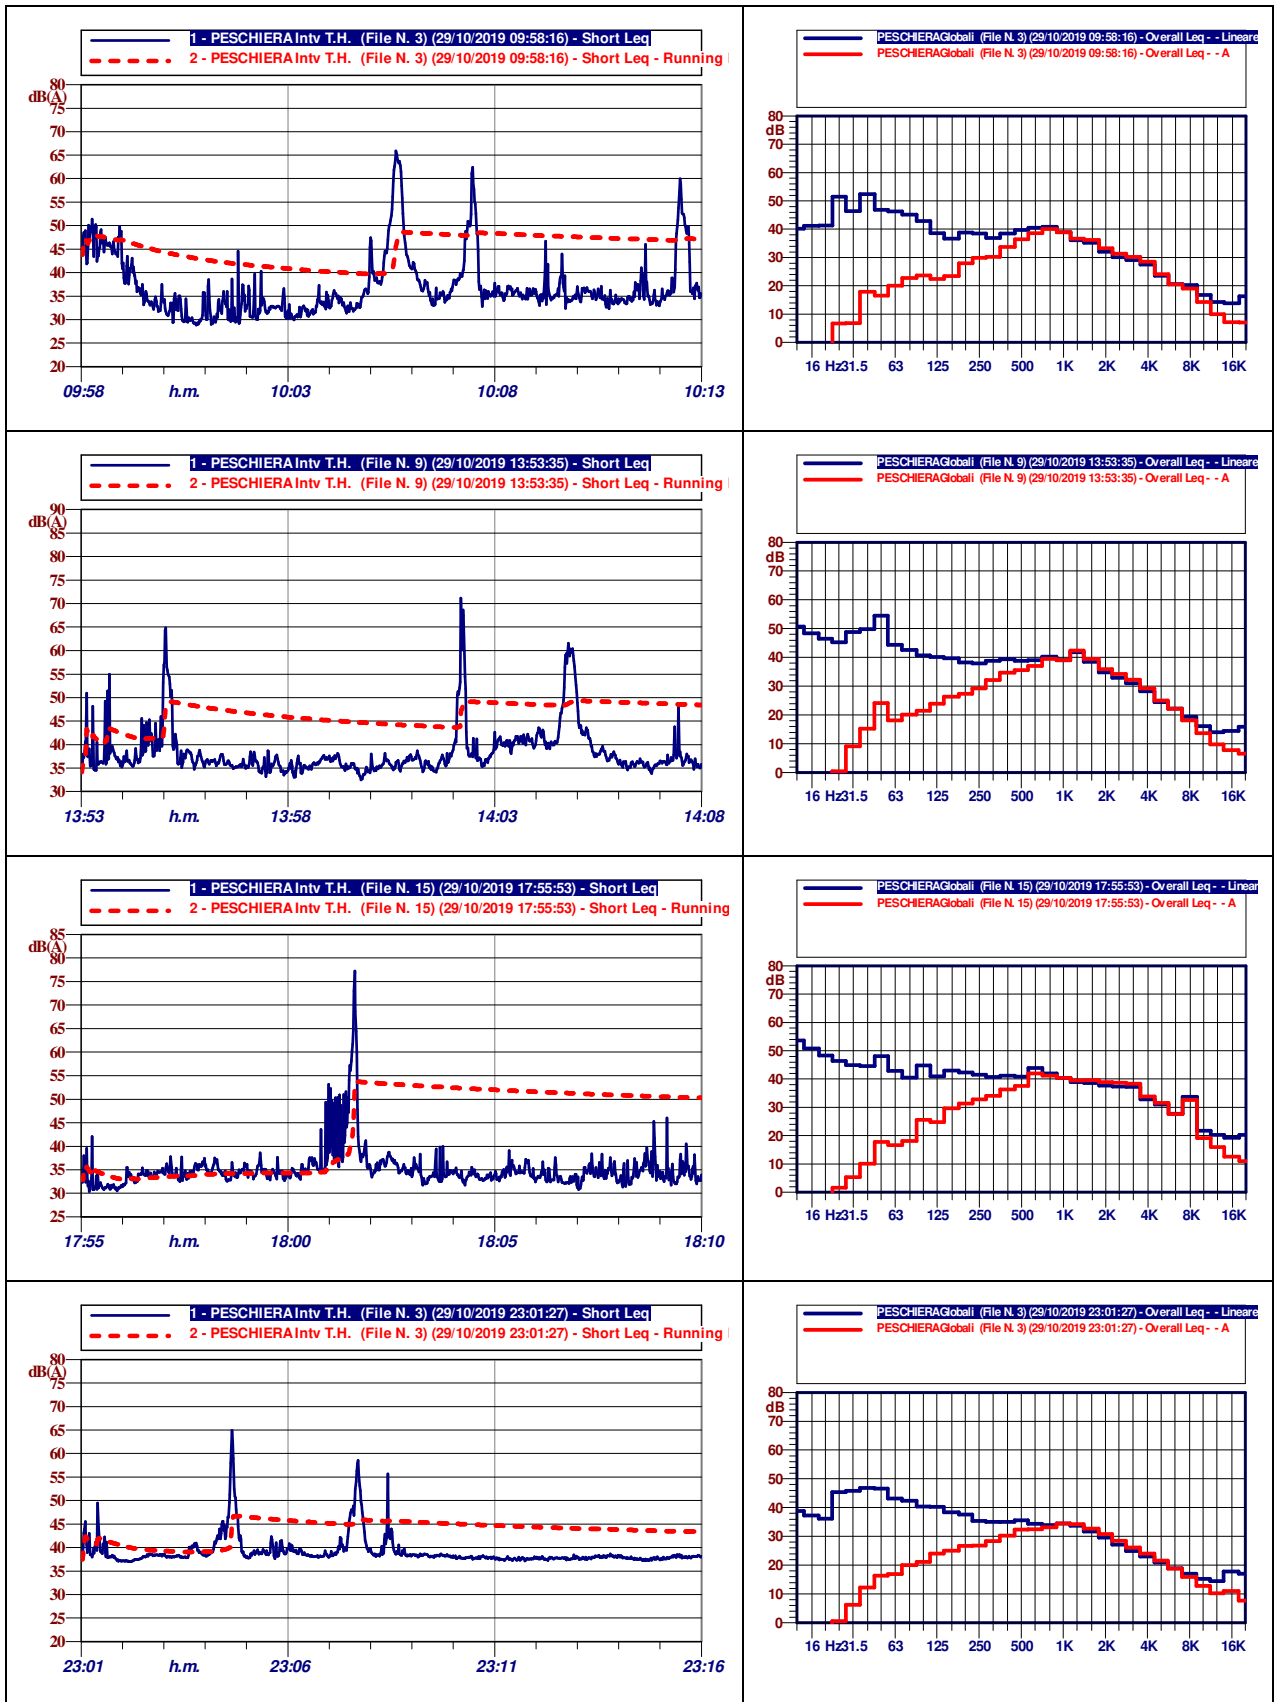 1 - PESCHIERA Intv T.H. (File N. 3) (29/10/2019 09:58:16) - Short Leq
2 - PESCHIERA Intv T.H. (File N. 3) (29/10/2019 09:58:16) - Short Leq - Running
80
dB(A)
75
70
65
60
55
50
45
40
35
30
25
20
09:58 h.m. 10:03 10:08 10:13
PESCHIERAGlobali (File N. 3) (29/10/2019 09:58:16) - Overall Leq - - Lineare
PESCHIERAGlobali (File N. 3) (29/10/2019 09:58:16) - Overall Leq - - A
80
dB
70
60
50
40
30
20
10
0
16 Hz 31.5 63 125 250 500 1K 2K 4K 8K 16K
1 - PESCHIERA Intv T.H. (File N. 9) (29/10/2019 13:53:35) - Short Leq
2 - PESCHIERA Intv T.H. (File N. 9) (29/10/2019 13:53:35) - Short Leq - Running
90
dB(A)
85
80
75
70
65
60
55
50
45
40
35
30
13:53 h.m. 13:58 14:03 14:08
PESCHIERAGlobali (File N. 9) (29/10/2019 13:53:35) - Overall Leq - - Lineare
PESCHIERAGlobali (File N. 9) (29/10/2019 13:53:35) - Overall Leq - - A
80
dB
70
60
50
40
30
20
10
0
16 Hz 31.5 63 125 250 500 1K 2K 4K 8K 16K
1 - PESCHIERA Intv T.H. (File N. 15) (29/10/2019 17:55:53) - Short Leq
2 - PESCHIERA Intv T.H. (File N. 15) (29/10/2019 17:55:53) - Short Leq - Running
85
dB(A)
80
75
70
65
60
55
50
45
40
35
30
25
17:55 h.m. 18:00 18:05 18:10
PESCHIERAGlobali (File N. 15) (29/10/2019 17:55:53) - Overall Leq - - Linear
PESCHIERAGlobali (File N. 15) (29/10/2019 17:55:53) - Overall Leq - - A
80
dB
70
60
50
40
30
20
10
0
16 Hz 31.5 63 125 250 500 1K 2K 4K 8K 16K
1 - PESCHIERA Intv T.H. (File N. 3) (29/10/2019 23:01:27) - Short Leq
2 - PESCHIERA Intv T.H. (File N. 3) (29/10/2019 23:01:27) - Short Leq - Running
80
dB(A)
75
70
65
60
55
50
45
40
35
30
25
20
23:01 h.m. 23:06 23:11 23:16
PESCHIERAGlobali (File N. 3) (29/10/2019 23:01:27) - Overall Leq - - Lineare
PESCHIERAGlobali (File N. 3) (29/10/2019 23:01:27) - Overall Leq - - A
80
dB
70
60
50
40
30
20
10
0
16 Hz 31.5 63 125 250 500 1K 2K 4K 8K 16K